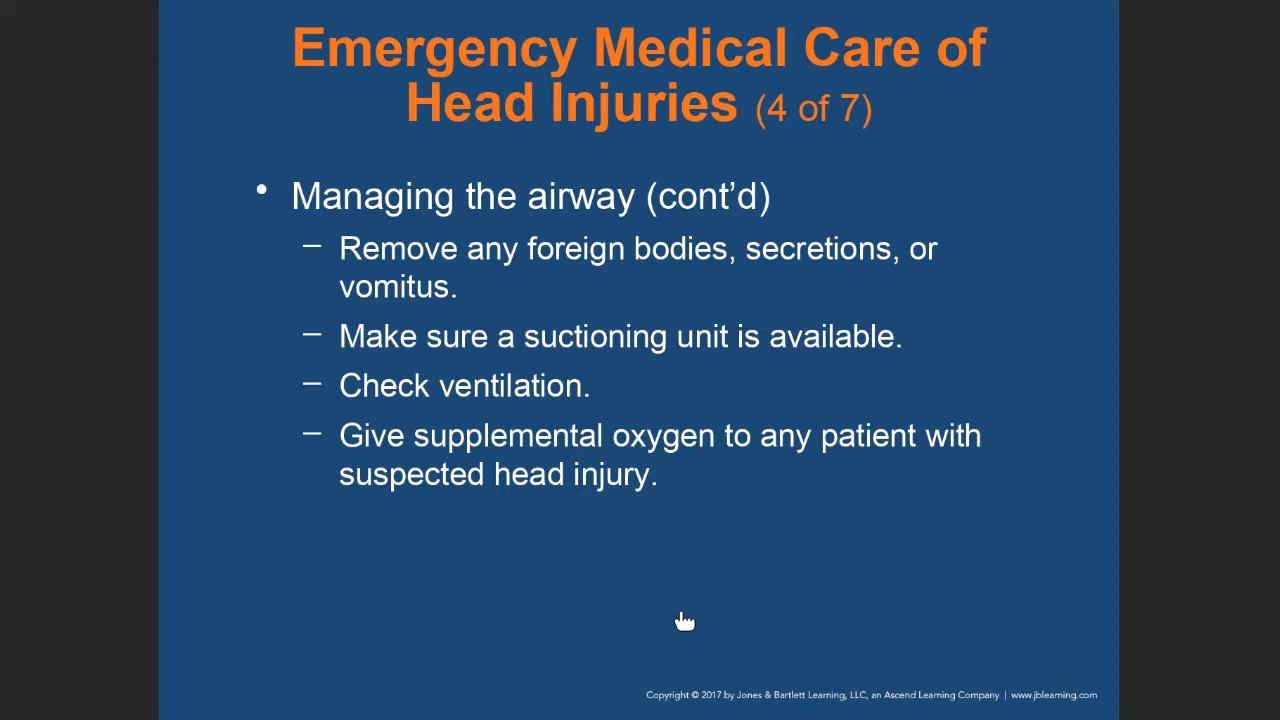 Emergency Medical Care of
Head Injuries (4 of 7)
• Managing the airway (cont’d)
– Remove any foreign bodies, secretions, or
vomitus.
– Make sure a suctioning unit is available.
– Check ventilation.
– Give supplemental oxygen to any patient with
suspected head injury.
Copyright © 2017 by Jones & Bartlett Learning, LLC, an Ascend Learning Company | www.jblearning.com